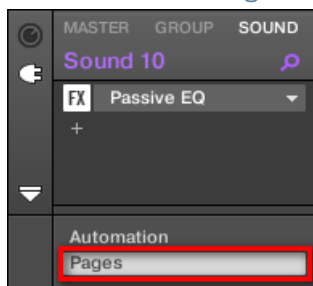 MASTER GROUP SOUND
Sound 10
FX Passive EQ
+
Automation
Pages